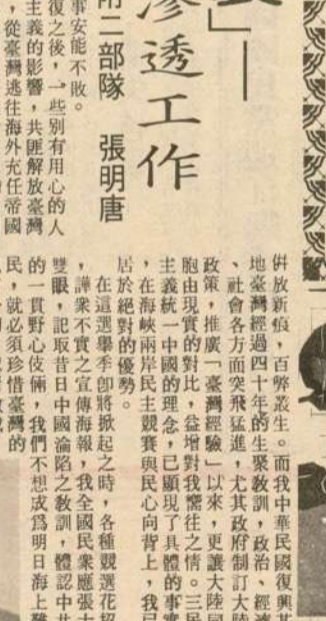 」—
滲透工作
二部隊 張明唐
事安能不敗。
復之後,一些別有用心的人
主義的影響,共匪解放臺灣
,從臺灣逃往海外充任帝國
放新痕,百弊叢生。而我中華民國復興基
地臺灣經過四十年的生聚教訓,政治、經濟
、社會各方面突飛猛進,尤其政府制訂大陸
政策,推廣「臺灣經驗」以來,更讓大陸同
胞由現實的對比,益增對我嚮往之情。三民
主義統一中國的理念,已顯現了具體的事實
,在海峽兩岸民主競賽與民心向背上,我已
居於絕對的優勢。
在這選舉季卽將掀起之時,各種競選花招
、譁衆不實之宣傳海報,我全國民衆應張大
雙眼,記取昔日中國淪陷之教訓,體認中共
的一貫野心伎倆,我們不想成爲明日海上難
民,就必須珍惜臺灣的